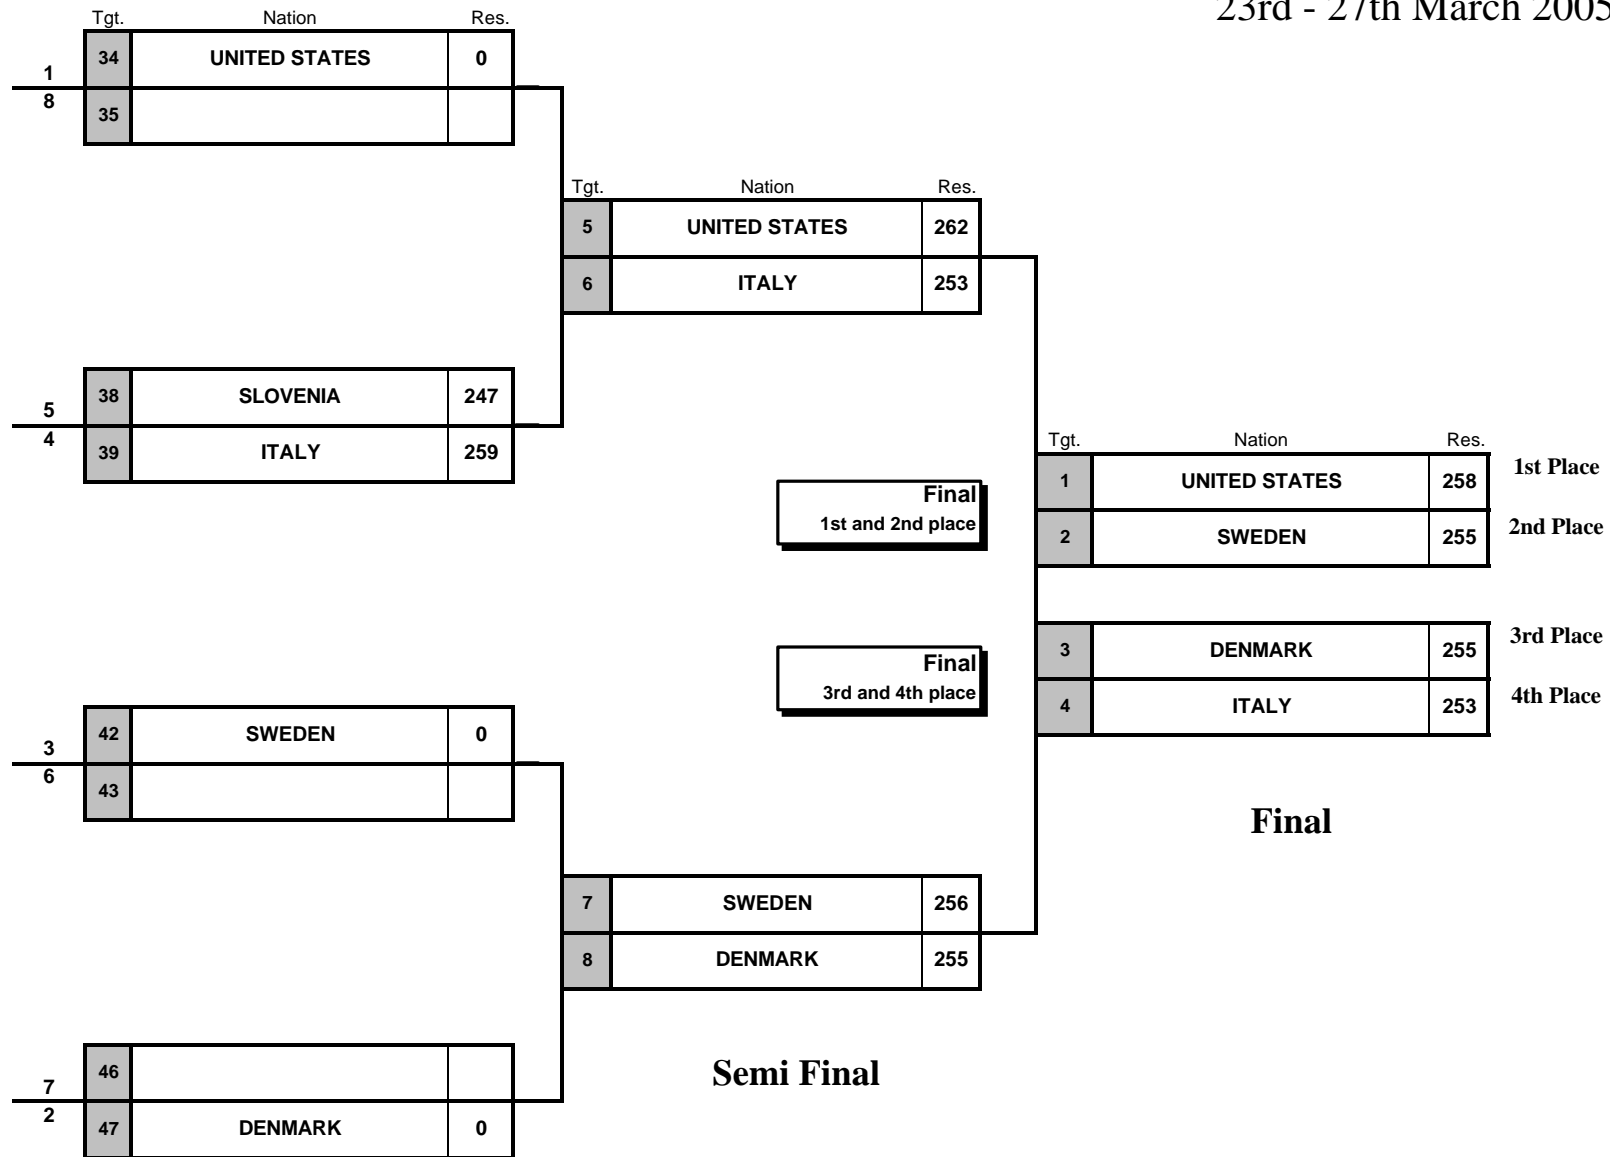 23rd - 27th March 2005
Tgt. Nation Res.
34 UNITED STATES 0
1
8
35
Tgt. Nation Res.
5 UNITED STATES 262
6 ITALY 253
38 SLOVENIA 247
5
4
39 ITALY 259
Tgt. Nation Res.
1 UNITED STATES 258 1st Place
2 SWEDEN 255 2nd Place
Final
1st and 2nd place
3 DENMARK 255 3rd Place
4 ITALY 253 4th Place
Final
3rd and 4th place
42 SWEDEN 0
3
6
43
Final
7 SWEDEN 256
8 DENMARK 255
Semi Final
46
7
2
47 DENMARK 0